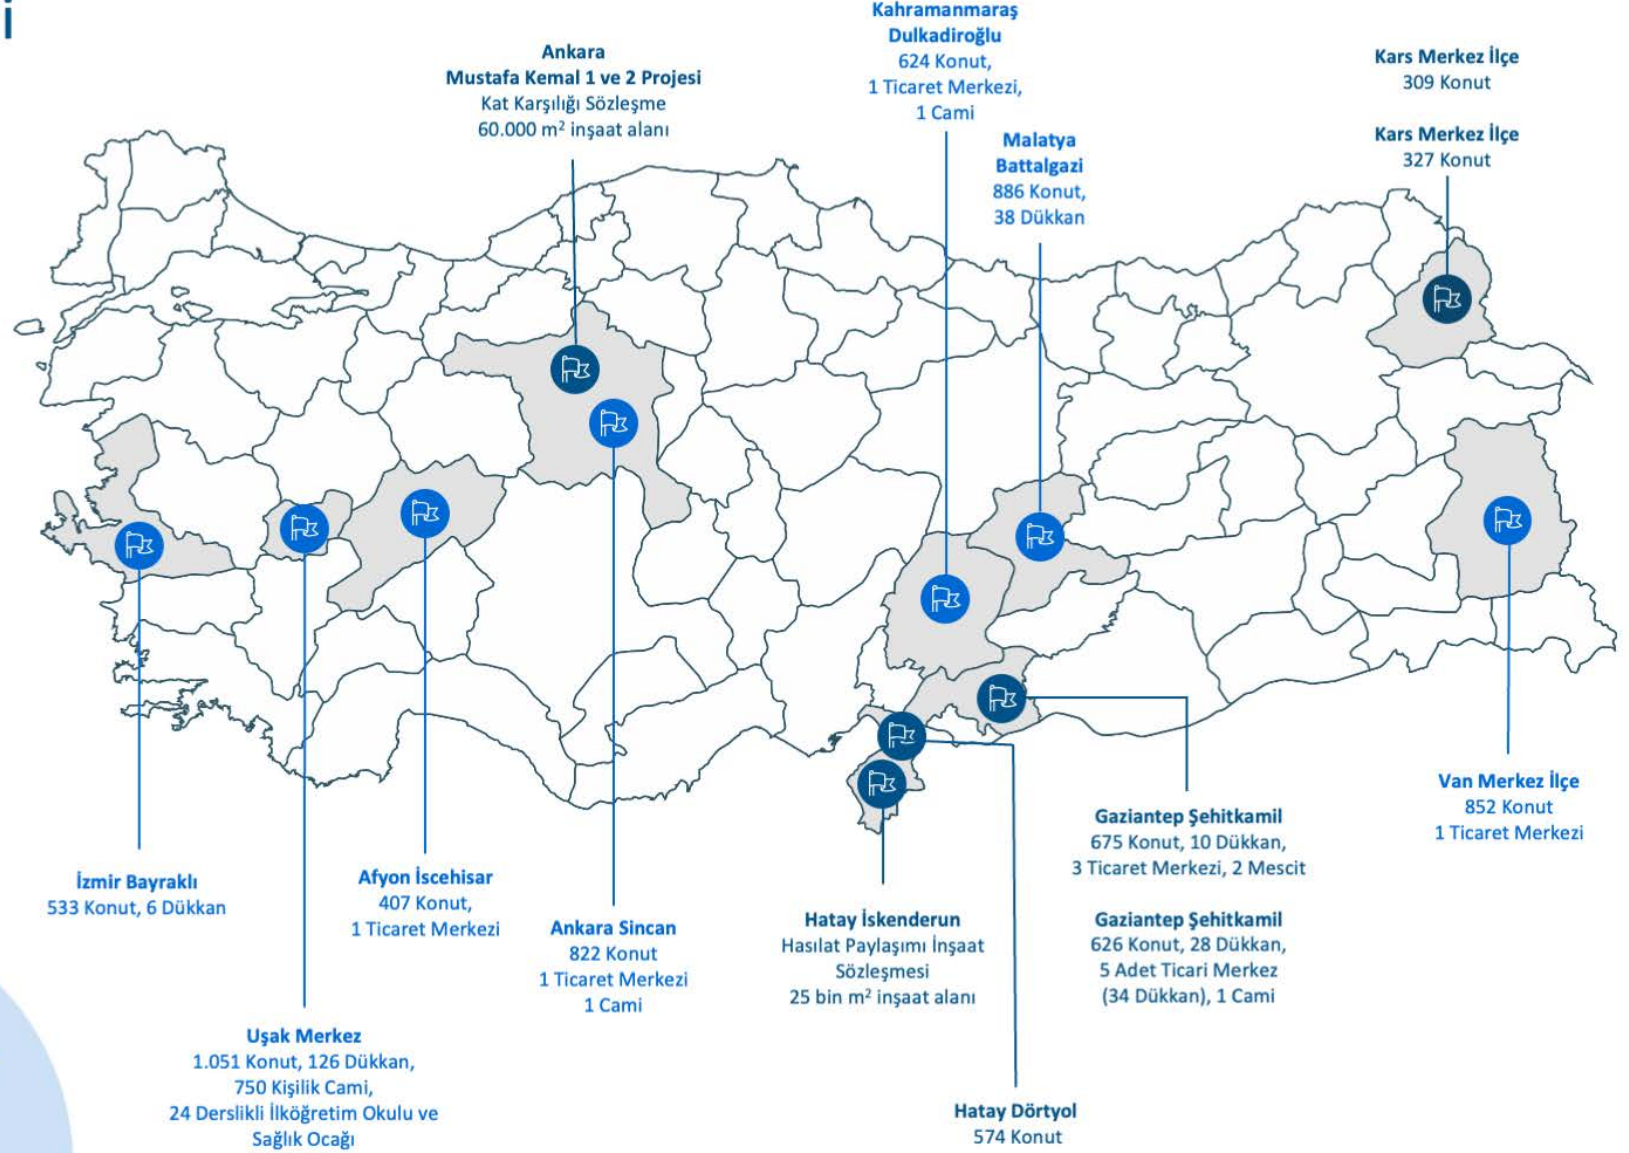 i
Ankara
Mustafa Kemal 1 ve 2 Projesi
Kat Karşılığı Sözleşme
60.000 m² inşaat alanı
Kahramanmaraş
Dulkadiroğlu
624 Konut,
1 Ticaret Merkezi,
1 Cami
Malatya
Battalgazi
886 Konut,
38 Dükkan
Kars Merkez İlçe
309 Konut
Kars Merkez İlçe
327 Konut
İzmir Bayraklı
533 Konut, 6 Dükkan
Uşak Merkez
1.051 Konut, 126 Dükkan,
750 Kişilik Cami,
24 Derslikli İlköğretim Okulu ve
Sağlık Ocağı
Afyon İscehisar
407 Konut,
1 Ticaret Merkezi
Ankara Sincan
822 Konut
1 Ticaret Merkezi
1 Cami
Hatay İskenderun
Hasılat Paylaşımı İnşaat
Sözleşmesi
25 bin m² inşaat alanı
Hatay Dörtyol
574 Konut
Gaziantep Şehitkamil
675 Konut, 10 Dükkan,
3 Ticaret Merkezi, 2 Mescit
Gaziantep Şehitkamil
626 Konut, 28 Dükkan,
5 Adet Ticari Merkez
(34 Dükkan), 1 Cami
Van Merkez İlçe
852 Konut
1 Ticaret Merkezi